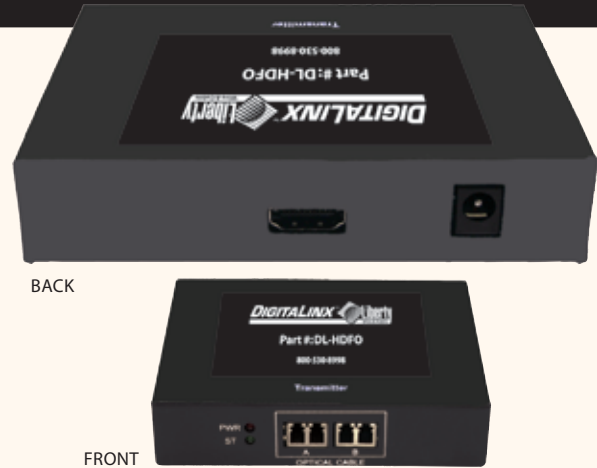 Transmitter
800-530-8998
Part #:DL-HDFO
DIGITALINX™ Liberty
BACK
DIGITALINX Liberty
Part #:DL-HDFO
800-530-8998
Transmitter
PWR
ST
A B
OPTICAL CABLE
FRONT